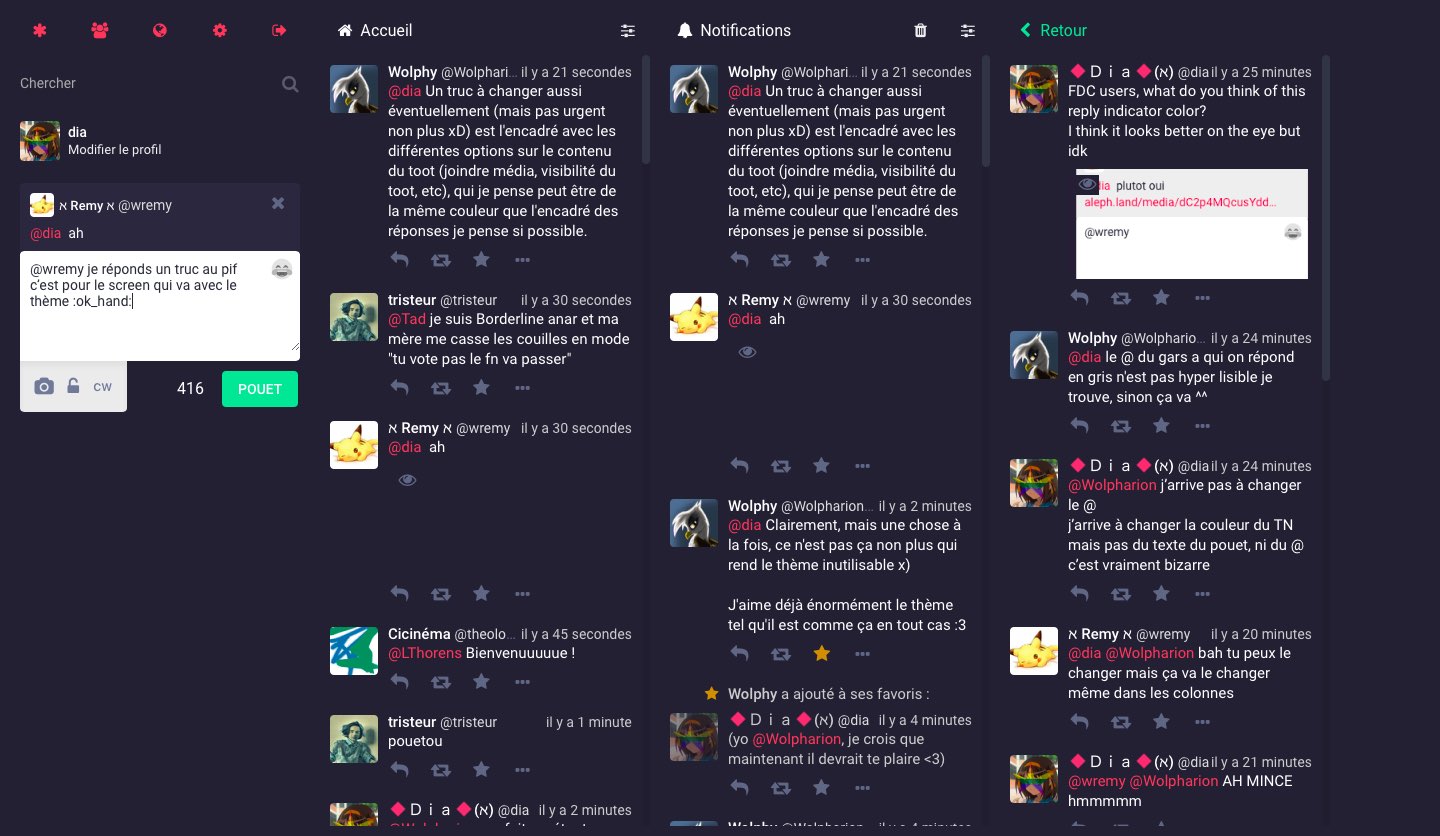 Chercher
dia
Modifier le profil
א Remy א @wremy
@dia ah
@wremy je réponds un truc au pif
c'est pour le screen qui va avec le
thème :ok_hand:
cw
416
POUET
Accueil
Wolphy @Wolphari… il y a 21 secondes
@dia Un truc à changer aussi
éventuellement (mais pas urgent
non plus xD) est l'encadré avec les
différentes options sur le contenu
du toot (joindre média, visibilité du
toot, etc), qui je pense peut être de
la même couleur que l'encadré des
réponses je pense si possible.
tristeur @tristeur il y a 30 secondes
@Tad je suis Borderline anar et ma
mère me casse les couilles en mode
"tu vote pas le fn va passer"
א Remy א @wremy il y a 30 secondes
@dia ah
Cicinéma @theolo… il y a 45 secondes
@LThorens Bienvenuuuuue !
tristeur @tristeur il y a 1 minute
pouetou
♦Ｄｉａ♦(א) @dia il y a 2 minutes
Notifications
Wolphy @Wolphari… il y a 21 secondes
@dia Un truc à changer aussi
éventuellement (mais pas urgent
non plus xD) est l'encadré avec les
différentes options sur le contenu
du toot (joindre média, visibilité du
toot, etc), qui je pense peut être de
la même couleur que l'encadré des
réponses je pense si possible.
א Remy א @wremy il y a 30 secondes
@dia ah
Wolphy @Wolpharion… il y a 2 minutes
@dia Clairement, mais une chose à
la fois, ce n'est pas ça non plus qui
rend le thème inutilisable x)
J'aime déjà énormément le thème
tel qu'il est comme ça en tout cas :3
Wolphy a ajouté à ses favoris :
♦Ｄｉａ♦(א) @dia il y a 4 minutes
(yo @Wolpharion, je crois que
maintenant il devrait te plaire <3)
Wolphy @Wolpharion… il y a 4 minutes
Retour
♦Ｄｉａ♦(א) @dia il y a 25 minutes
FDC users, what do you think of this
reply indicator color?
I think it looks better on the eye but
idk
plutot oui
aleph.land/media/dC2p4MQcusYdd…
@wremy
Wolphy @Wolphario… il y a 24 minutes
@dia le @ du gars a qui on répond
en gris n'est pas hyper lisible je
trouve, sinon ça va ^^
♦Ｄｉａ♦(א) @dia il y a 24 minutes
@Wolpharion j'arrive pas à changer
le @
j'arrive à changer la couleur du TN
mais pas du texte du pouet, ni du @
c'est vraiment bizarre
א Remy א @wremy il y a 20 minutes
@dia @Wolpharion bah tu peux le
changer mais ça va le changer
même dans les colonnes
♦Ｄｉａ♦(א) @dia il y a 21 minutes
@wremy @Wolpharion AH MINCE
hmmmmm